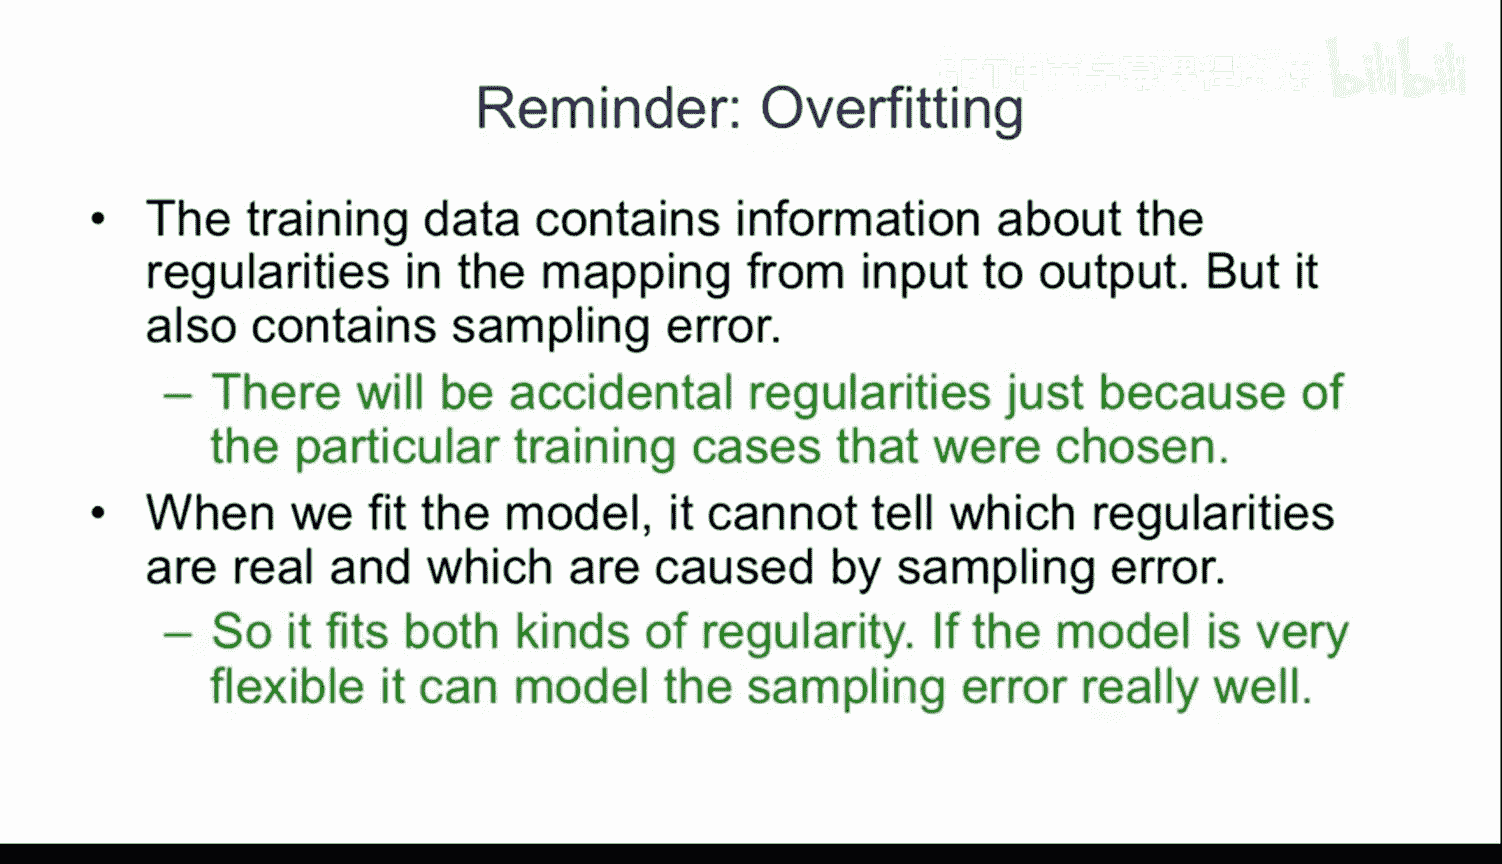 Reminder: Overfitting
• The training data contains information about the
regularities in the mapping from input to output. But it
also contains sampling error.
– There will be accidental regularities just because of
the particular training cases that were chosen.
• When we fit the model, it cannot tell which regularities
are real and which are caused by sampling error.
– So it fits both kinds of regularity. If the model is very
flexible it can model the sampling error really well.
bilibili